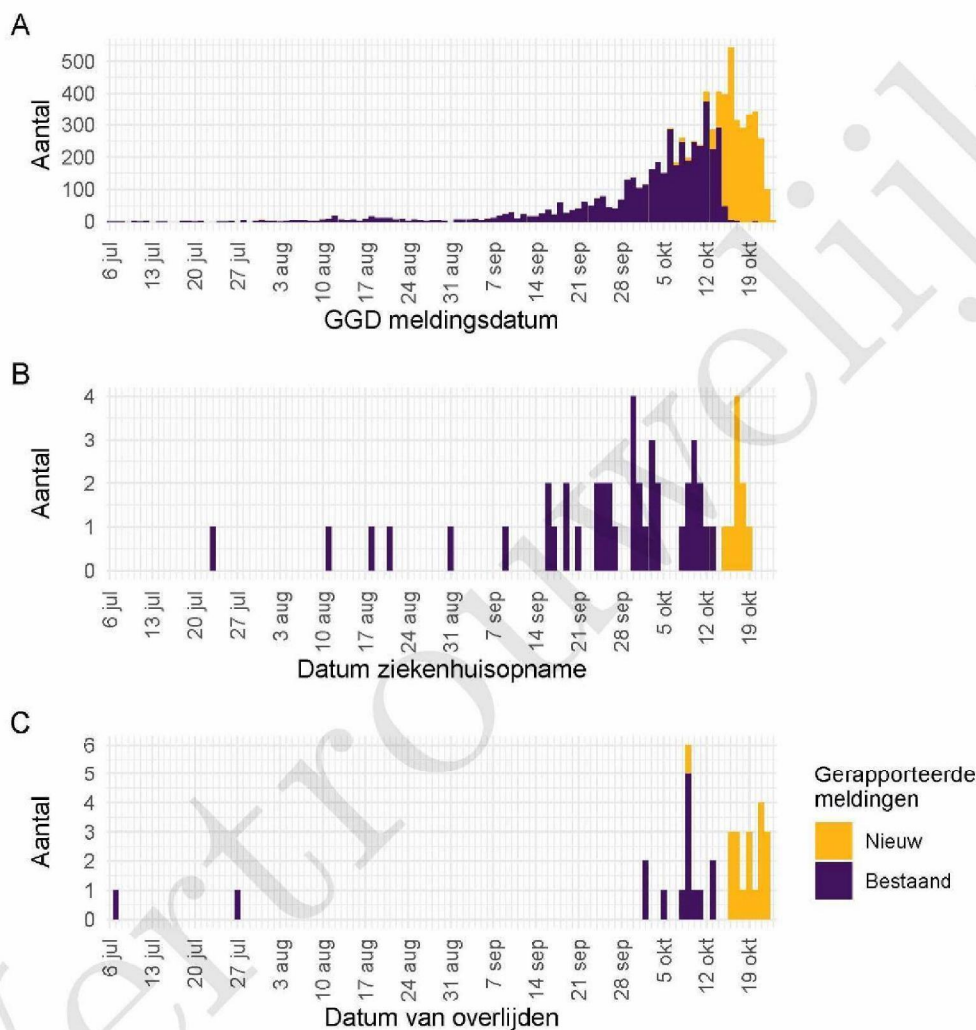 A
Aantal
500
400
300
200
100
0
6 jul
13 jul
20 jul
27 jul
3 aug
10 aug
17 aug
24 aug
31 aug
7 sep
14 sep
21 sep
28 sep
5 okt
12 okt
19 okt
GGD meldingsdatum
B
Aantal
4
3
2
1
0
6 jul
13 jul
20 jul
27 jul
3 aug
10 aug
17 aug
24 aug
31 aug
7 sep
14 sep
21 sep
28 sep
5 okt
12 okt
19 okt
Datum ziekenhuisopname
C
Aantal
6
5
4
3
2
1
0
6 jul
13 jul
20 jul
27 jul
3 aug
10 aug
17 aug
24 aug
31 aug
7 sep
14 sep
21 sep
28 sep
5 okt
12 okt
19 okt
Datum van overlijden
Gerapporteerde
meldingen
Nieuw
Bestaand
Vertrouwelijk